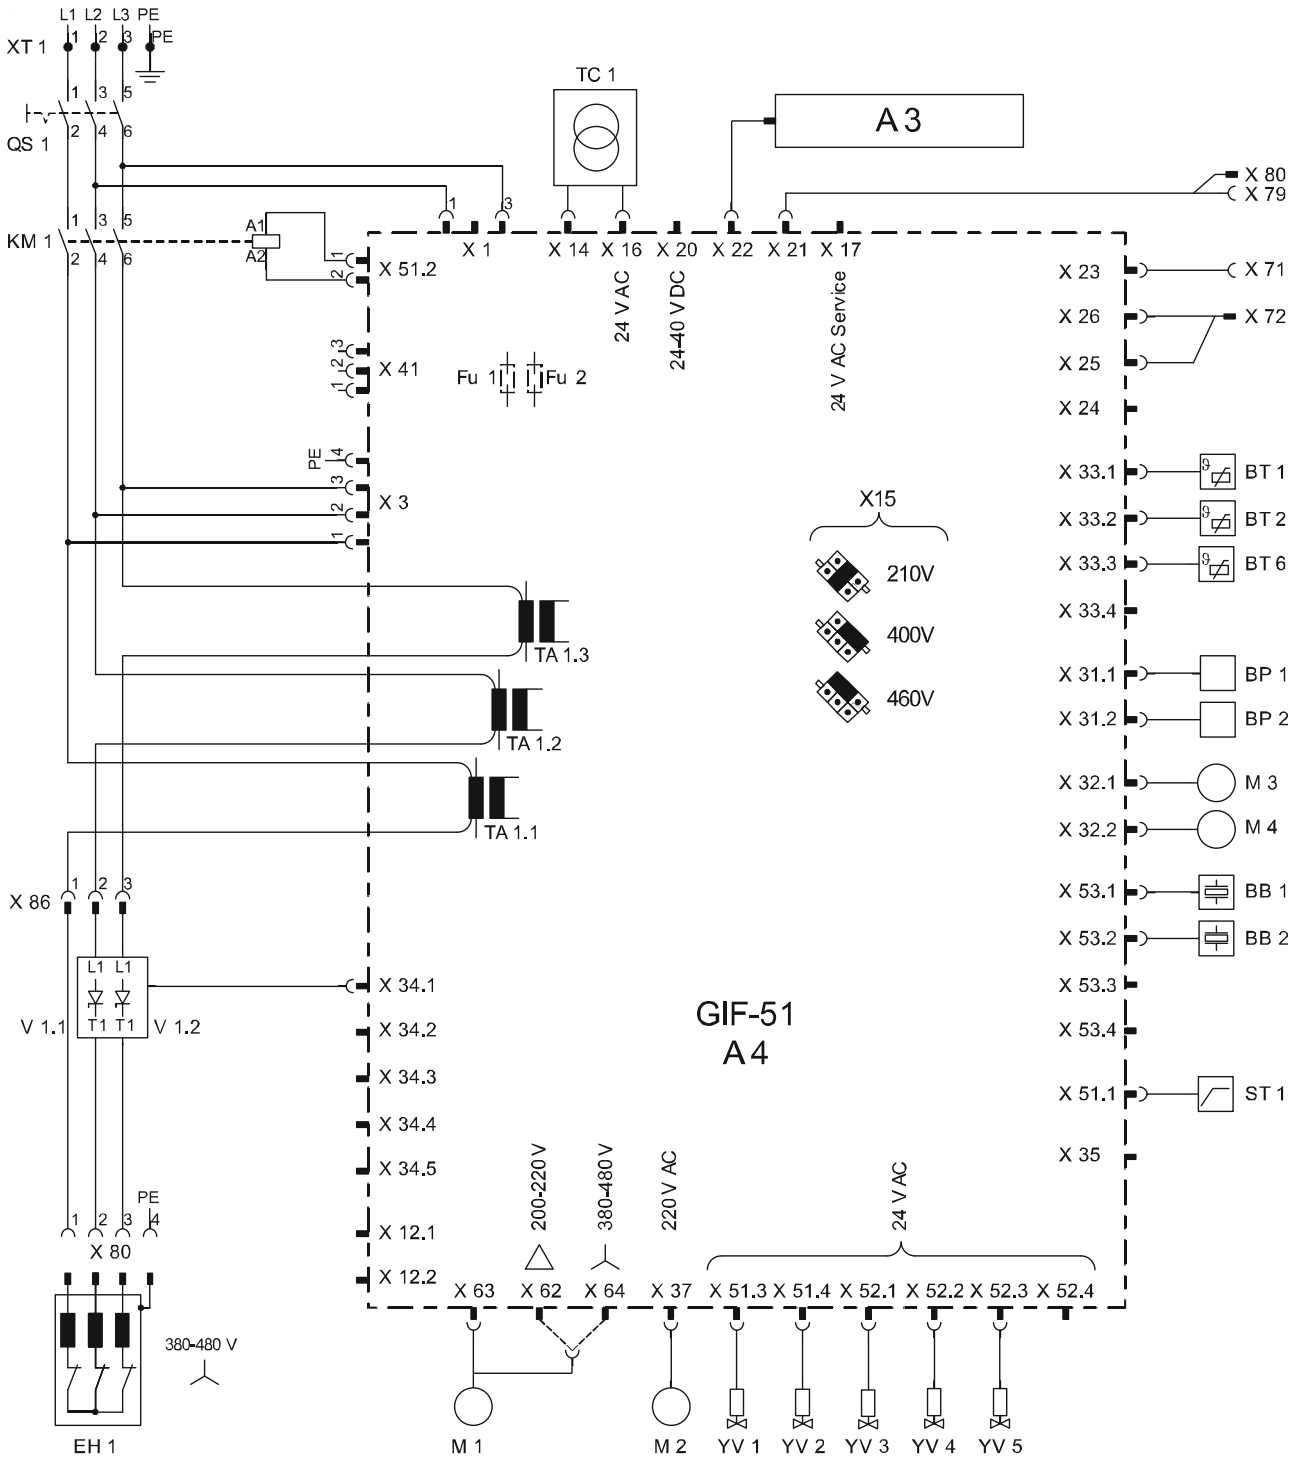 L1 L2 L3 PE
XT 1
1 2 3 PE
1 3 5
QS 1
2 4 6
TC 1
A 3
X 80
X 79
1 3 5
KM 1
2 4 6
A1
A2
1
2
X 51.2
1
X 1
3
X 14
X 16
X 20
X 22
X 21
X 17
24 V AC
24-40 V DC
24 V AC Service
X 23
X 71
X 26
X 72
X 25
X 24
3
2
1
X 41
Fu 1
Fu 2
PE
4
3
2
1
X 3
X15
210V
400V
460V
X 33.1
ϑ
BT 1
X 33.2
ϑ
BT 2
X 33.3
ϑ
BT 6
X 33.4
TA 1.3
TA 1.2
TA 1.1
X 31.1
BP 1
X 31.2
BP 2
X 32.1
M 3
X 32.2
M 4
X 53.1
BB 1
X 53.2
BB 2
X 53.3
X 53.4
X 51.1
ST 1
X 35
X 86
1 2 3
L1 L1
T1 T1
V 1.1
V 1.2
X 34.1
X 34.2
X 34.3
X 34.4
X 34.5
X 12.1
X 12.2
GIF-51
A 4
PE
1 2 3 4
X 80
380-480 V
EH 1
200-220 V
380-480 V
220 V AC
24 V AC
X 63
X 62
X 64
X 37
X 51.3
X 51.4
X 52.1
X 52.2
X 52.3
X 52.4
M 1
M 2
YV 1
YV 2
YV 3
YV 4
YV 5